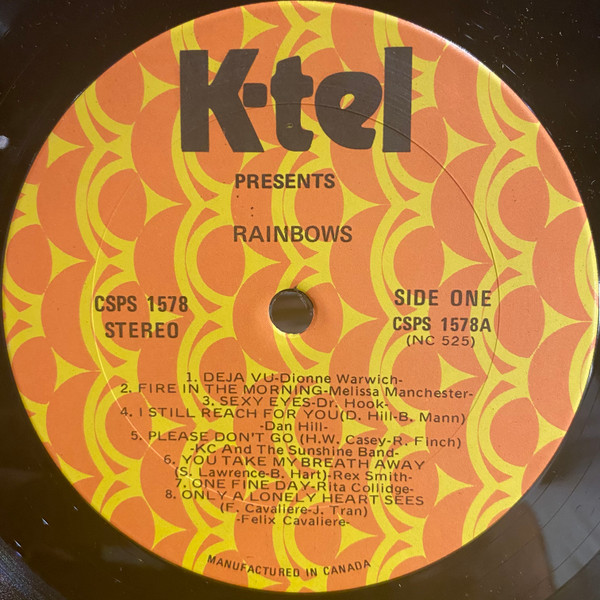 K-tel
PRESENTS
RAINBOWS
CSPS 1578
STEREO
SIDE ONE
CSPS 1578A
(NC 525)
1. DEJA VU-Dionne Warwich-
2. FIRE IN THE MORNING-Melissa Manchester-
3. SEXY EYES-Dr. Hook-
4. I STILL REACH FOR YOU(D. Hill-B. Mann)
-Dan Hill-
5. PLEASE DON'T GO (H.W. Casey-R. Finch)
-KC And The Sunshine Band-
6. YOU TAKE MY BREATH AWAY
(S. Lawrence-B. Hart)-Rex Smith-
7. ONE FINE DAY-Rita Collidge-
8. ONLY A LONELY HEART SEES
(F. Cavaliere-J. Tran)
-Felix Cavaliere-
MANUFACTURED IN CANADA